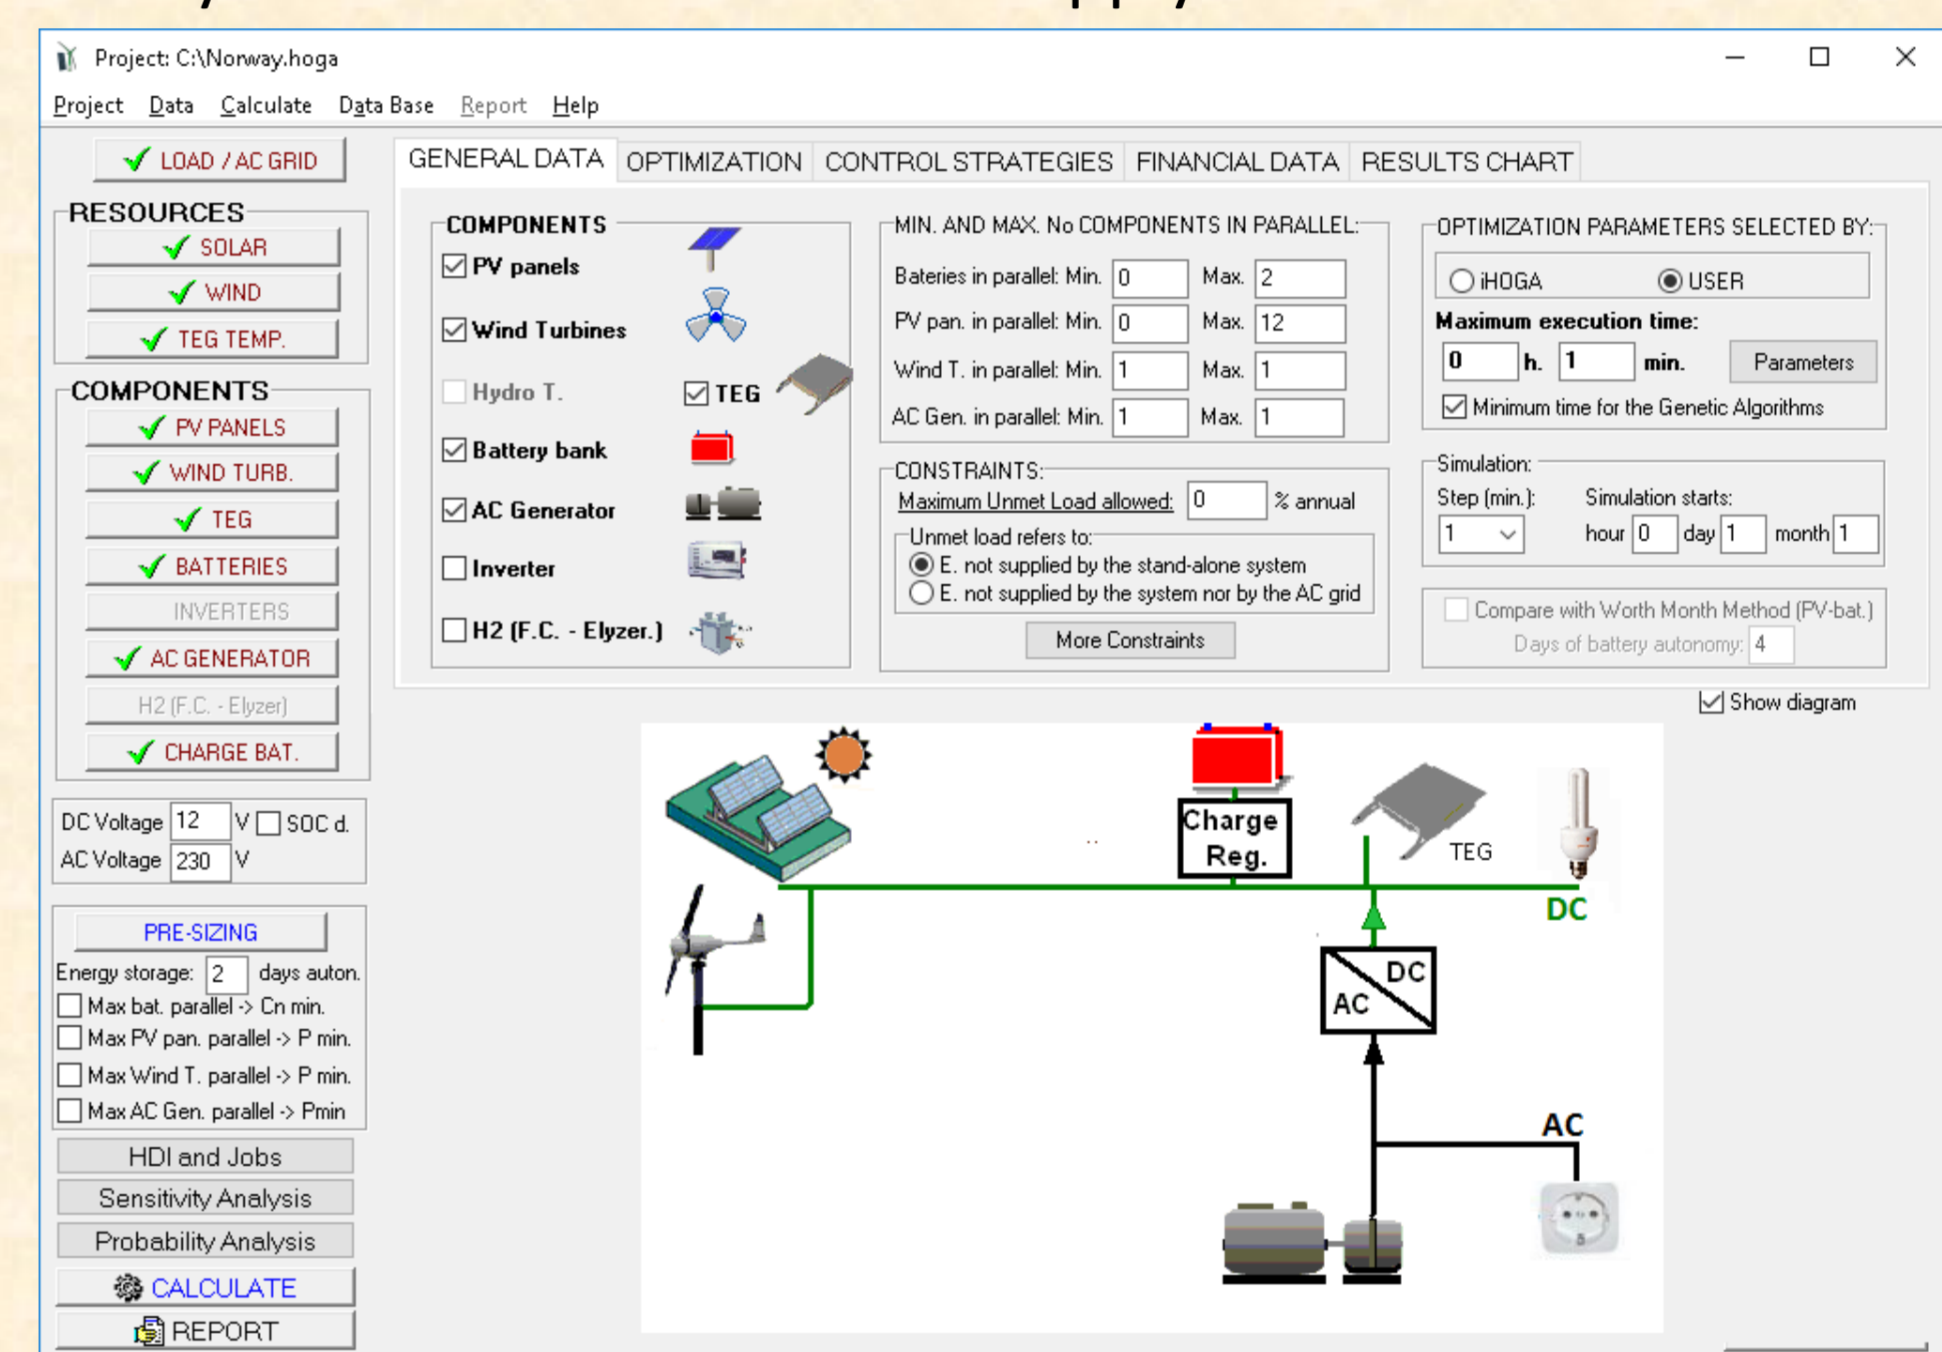 Project: C:\Norway.hoga
Project Data Calculate Data Base Report Help
LOAD / AC GRID
RESOURCES
SOLAR
WIND
TEG TEMP.
COMPONENTS
PV PANELS
WIND TURB.
TEG
BATTERIES
INVERTERS
AC GENERATOR
H2 (F.C. - Elyzer)
CHARGE BAT.
DC Voltage 12 V SOC d.
AC Voltage 230 V
PRE-SIZING
Energy storage: 2 days auton.
Max bat. parallel -> Cn min.
Max PV pan. parallel -> P min.
Max Wind T. parallel -> P min.
Max AC Gen. parallel -> Pmin
HDI and Jobs
Sensitivity Analysis
Probability Analysis
CALCULATE
REPORT
GENERAL DATA OPTIMIZATION CONTROL STRATEGIES FINANCIAL DATA RESULTS CHART
COMPONENTS
PV panels
Wind Turbines
Hydro T. TEG
Battery bank
AC Generator
Inverter
H2 (F.C. - Elyzer.)
MIN. AND MAX. No COMPONENTS IN PARALLEL:
Bateries in parallel: Min. 0 Max. 2
PV pan. in parallel: Min. 0 Max. 12
Wind T. in parallel: Min. 1 Max. 1
AC Gen. in parallel: Min. 1 Max. 1
CONSTRAINTS:
Maximum Unmet Load allowed: 0 % annual
Unmet load refers to:
E. not supplied by the stand-alone system
E. not supplied by the system nor by the AC grid
More Constraints
OPTIMIZATION PARAMETERS SELECTED BY:
iHOGA USER
Maximum execution time:
0 h. 1 min. Parameters
Minimum time for the Genetic Algorithms
Simulation:
Step (min.): Simulation starts:
1 hour 0 day 1 month 1
Compare with Worth Month Method (PV-bat.)
Days of battery autonomy: 4
Show diagram
Charge
Reg.
TEG
DC
DC
AC
AC